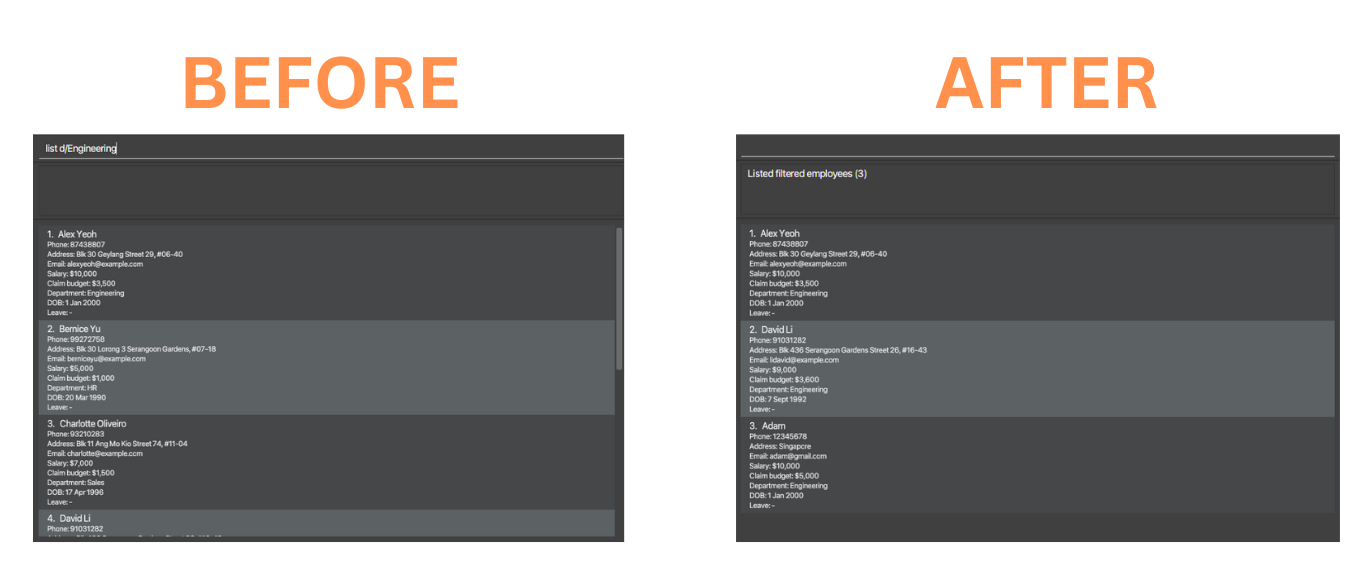 BEFORE
list d/Engineering
1. Alex Yeoh
Phone: 87438807
Address: Blk 30 Geylang Street 29, #06-40
Email: alexyeoh@example.com
Salary: $10,000
Claim budget: $3,500
Department: Engineering
DOB: 1 Jan 2000
Leave: -
2. Bernice Yu
Phone: 99272758
Address: Blk 30 Lorong 3 Serangoon Gardens, #07-18
Email: berniceyu@example.com
Salary: $5,000
Claim budget: $1,000
Department: HR
DOB: 20 Mar 1990
Leave: -
3. Charlotte Oliveiro
Phone: 93210283
Address: Blk 11 Ang Mo Kio Street 74, #11-04
Email: charlotte@example.com
Salary: $7,000
Claim budget: $1,500
Department: Sales
DOB: 17 Apr 1996
Leave: -
4. David Li
Phone: 91031282
AFTER
Listed filtered employees (3)
1. Alex Yeoh
Phone: 87438807
Address: Blk 30 Geylang Street 29, #06-40
Email: alexyeoh@example.com
Salary: $10,000
Claim budget: $3,500
Department: Engineering
DOB: 1 Jan 2000
Leave: -
2. David Li
Phone: 91031282
Address: Blk 436 Serangoon Gardens Street 26, #16-43
Email: lidavid@example.com
Salary: $9,000
Claim budget: $3,600
Department: Engineering
DOB: 7 Sept 1992
Leave: -
3. Adam
Phone: 12345678
Address: Singapore
Email: adam@gmail.com
Salary: $10,000
Claim budget: $5,000
Department: Engineering
DOB: 1 Jan 2000
Leave: -